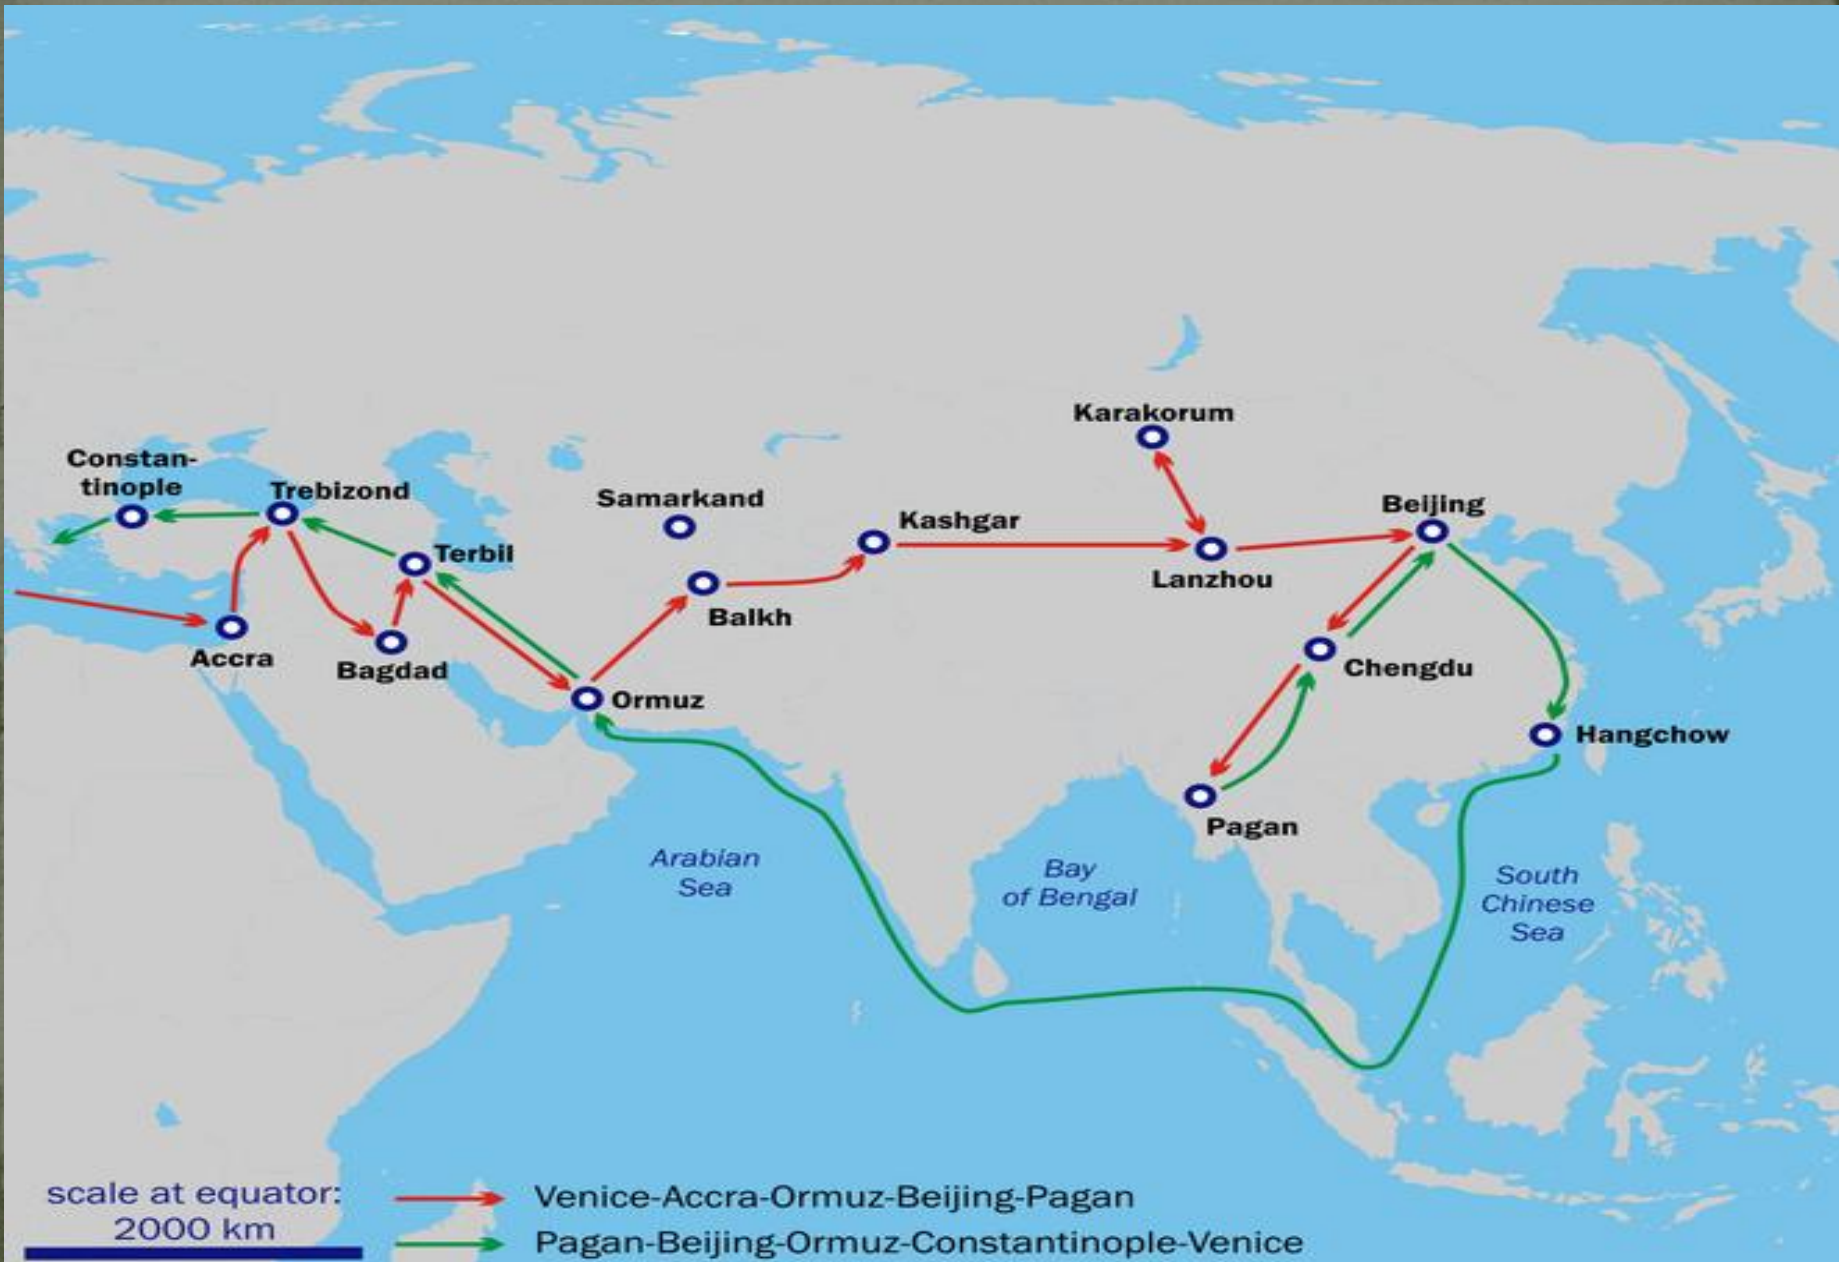 Karakorum
Constan-
tinople
Trebizond
Samarkand
Kashgar
Beijing
Terbil
Lanzhou
Balkh
Accra
Bagdad
Chengdu
Ormuz
Hangchow
Pagan
Arabian
Sea
Bay
of Bengal
South
Chinese
Sea
scale at equator:
2000 km
Venice-Accra-Ormuz-Beijing-Pagan
Pagan-Beijing-Ormuz-Constantinople-Venice